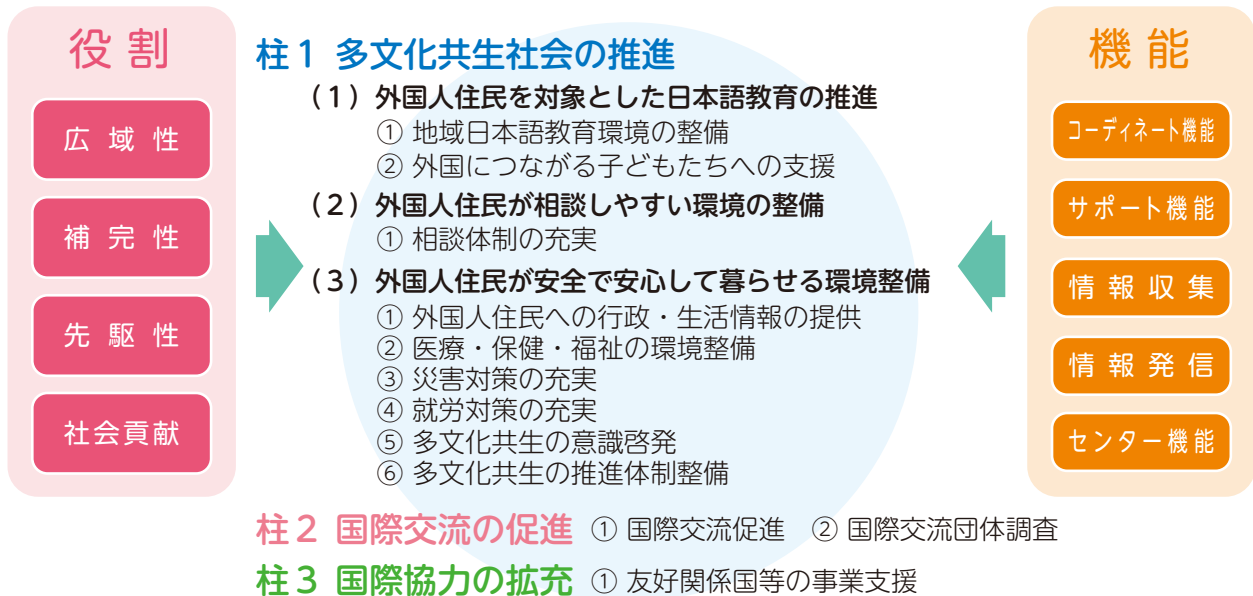 役割
広域性
補完性
先駆性
社会貢献
柱1 多文化共生社会の推進
(1)外国人住民を対象とした日本語教育の推進
① 地域日本語教育環境の整備
② 外国につながる子どもたちへの支援
(2)外国人住民が相談しやすい環境の整備
① 相談体制の充実
(3)外国人住民が安全で安心して暮らせる環境整備
① 外国人住民への行政・生活情報の提供
② 医療・保健・福祉の環境整備
③ 災害対策の充実
④ 就労対策の充実
⑤ 多文化共生の意識啓発
⑥ 多文化共生の推進体制整備
柱2 国際交流の促進 ① 国際交流促進 ② 国際交流団体調査
柱3 国際協力の拡充 ① 友好関係国等の事業支援
機能
コーディネート機能
サポート機能
情報収集
情報発信
センター機能